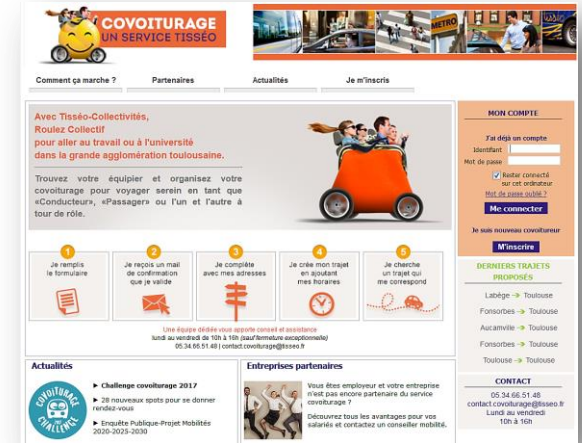 COVOITURAGE
UN SERVICE TISSÉO
METRO
Comment ça marche ? Partenaires Actualités Je m'inscris
Avec Tisséo-Collectivités,
Roulez Collectif
pour aller au travail ou à l'université
dans la grande agglomération toulousaine.
Trouvez votre équipier et organisez votre
covoiturage pour voyager serein en tant que
«Conducteur», «Passager» ou l'un et l'autre à
tour de rôle.
MON COMPTE
J'ai déjà un compte
Identifiant
Mot de passe
Rester connecté
sur cet ordinateur
Mot de passe oublié ?
Me connecter
Je suis nouveau covoitureur
M'inscrire
1
Je remplis
le formulaire
2
Je reçois un mail
de confirmation
que je valide
3
Je complète
avec mes adresses
4
Je crée mon trajet
en ajoutant
mes horaires
5
Je cherche
un trajet qui
me correspond
Une équipe dédiée vous apporte conseil et assistance
lundi au vendredi de 10h à 16h (sauf fermeture exceptionnelle)
05.34.66.51.48 | contact.covoiturage@tisseo.fr
DERNIERS TRAJETS
PROPOSÉS
Labège -> Toulouse
Fonsorbes -> Toulouse
Aucamville -> Toulouse
Fonsorbes -> Toulouse
Toulouse -> Toulouse
CONTACT
05.34.66.51.48
contact.covoiturage@tisseo.fr
Lundi au vendredi
10h à 16h
Actualités
COVOITURAGE
CHALLENGE
► Challenge covoiturage 2017
► 28 nouveaux spots pour se donner
rendez-vous
► Enquête Publique-Projet Mobilités
2020-2025-2030
Entreprises partenaires
Vous êtes employeur et votre entreprise
n'est pas encore partenaire du service
covoiturage ?
Découvrez tous les avantages pour vos
salariés et contactez un conseiller mobilité.